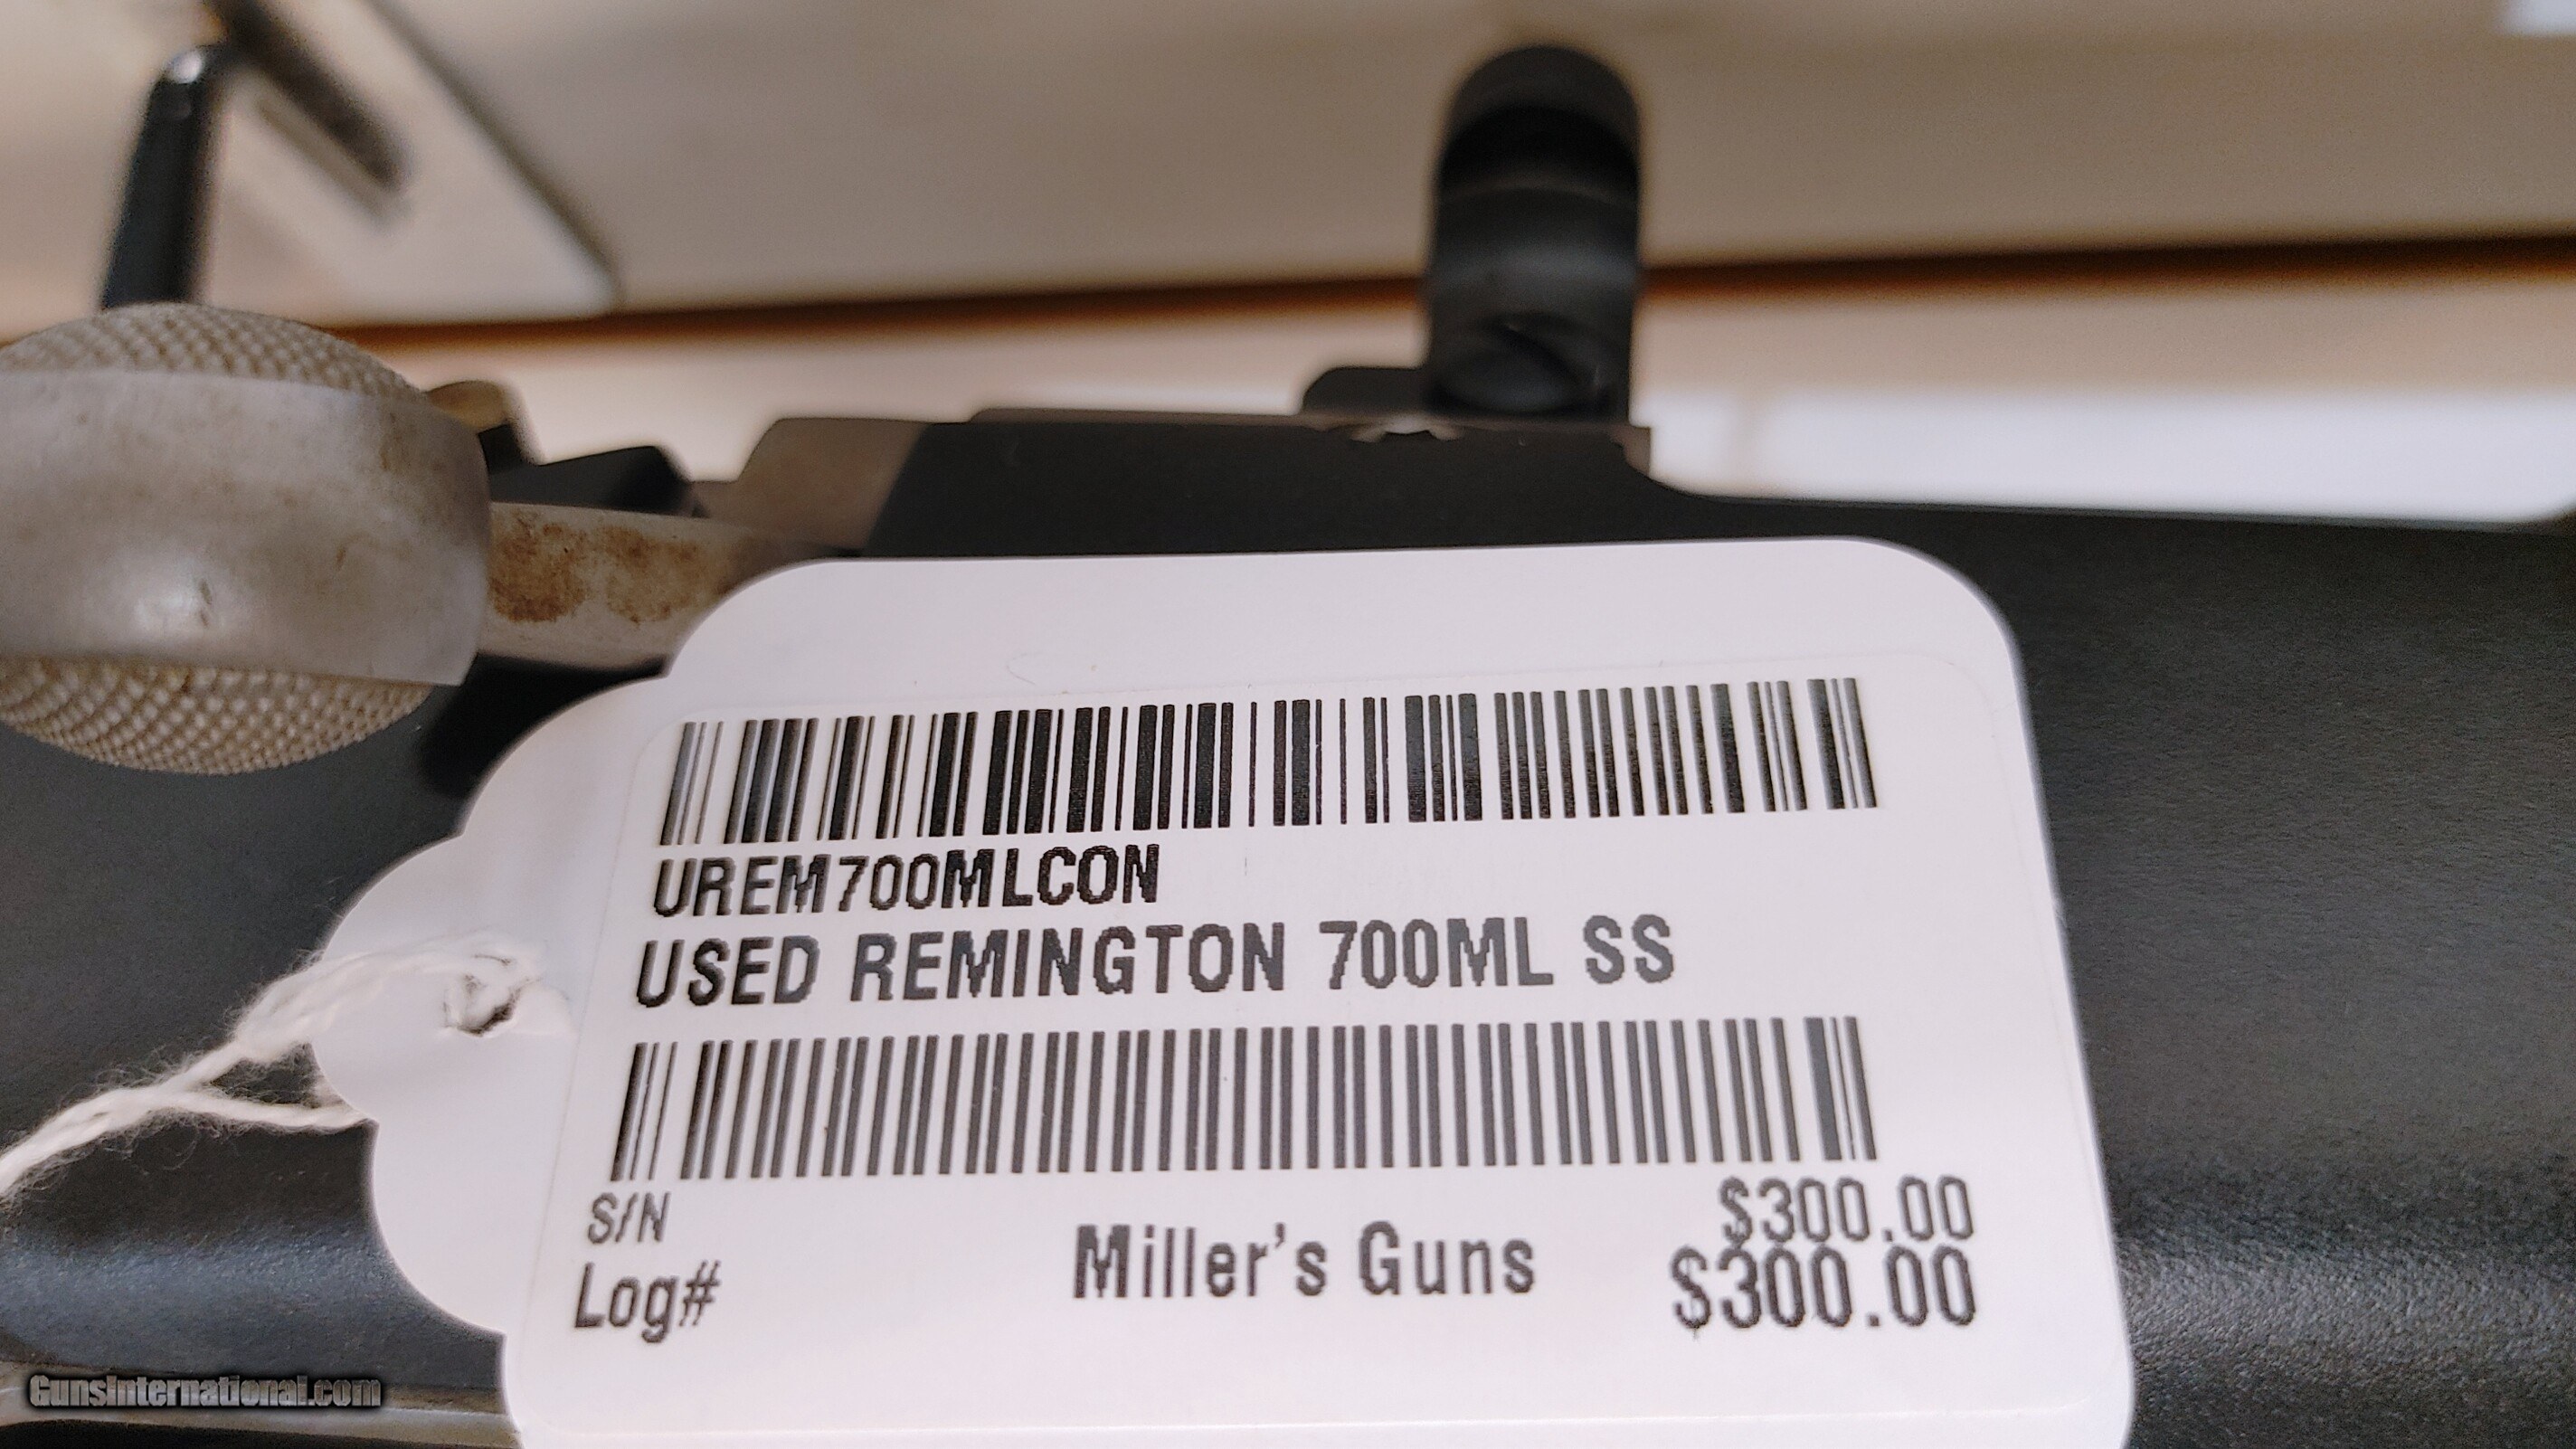 UREM700MLCON
USED REMINGTON 700ML SS
S/N
$300.00
Log#
Miller's Guns
$300.00
GunsInternational.com